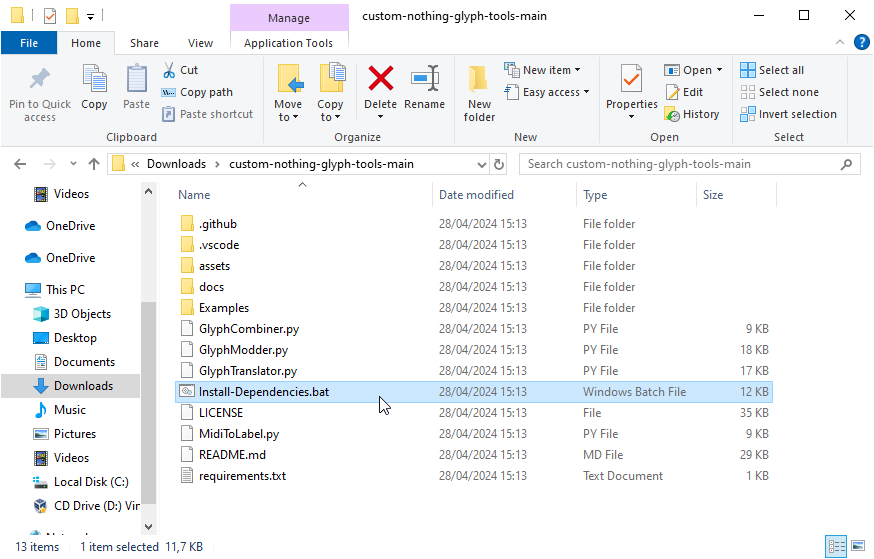 Manage
custom-nothing-glyph-tools-main
File Home Share View Application Tools
Pin to Quick access
Copy
Paste
Cut
Copy path
Paste shortcut
Move to
Copy to
Delete
Rename
New folder
New item
Easy access
Properties
Open
Edit
History
Select all
Select none
Invert selection
Clipboard Organize New Open Select
« Downloads > custom-nothing-glyph-tools-main
Search custom-nothing-glyph-tools-main
Videos
OneDrive
OneDrive
This PC
3D Objects
Desktop
Documents
Downloads
Music
Pictures
Videos
Local Disk (C:)
CD Drive (D:) Vir
Name Date modified Type Size
.github 28/04/2024 15:13 File folder
.vscode 28/04/2024 15:13 File folder
assets 28/04/2024 15:13 File folder
docs 28/04/2024 15:13 File folder
Examples 28/04/2024 15:13 File folder
GlyphCombiner.py 28/04/2024 15:13 PY File 9 KB
GlyphModder.py 28/04/2024 15:13 PY File 18 KB
GlyphTranslator.py 28/04/2024 15:13 PY File 17 KB
Install-Dependencies.bat 28/04/2024 15:13 Windows Batch File 12 KB
LICENSE 28/04/2024 15:13 File 35 KB
MidiToLabel.py 28/04/2024 15:13 PY File 9 KB
README.md 28/04/2024 15:13 MD File 29 KB
requirements.txt 28/04/2024 15:13 Text Document 1 KB
13 items 1 item selected 11,7 KB